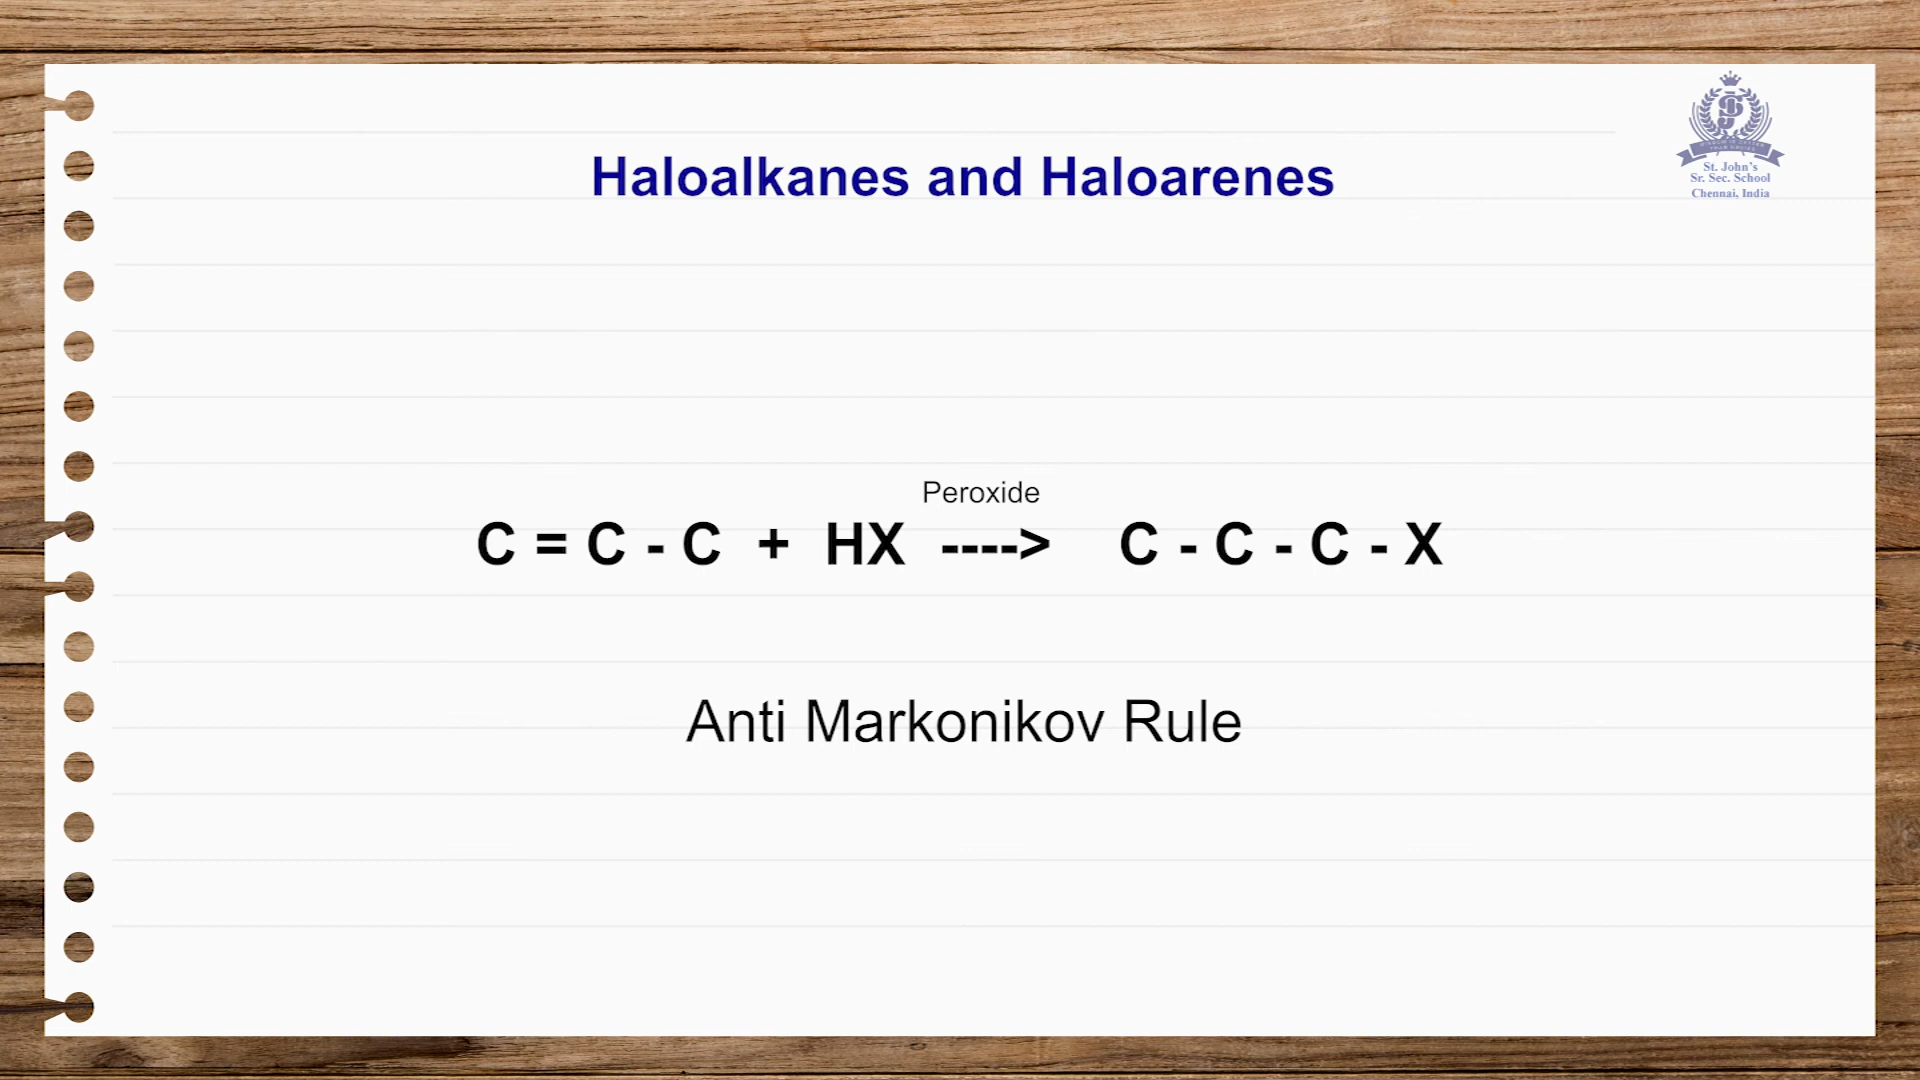 Haloalkanes and Haloarenes
St. John's
Sr. Sec. School
Chennai, India
Peroxide
C = C - C + HX ----> C - C - C - X
Anti Markonikov Rule